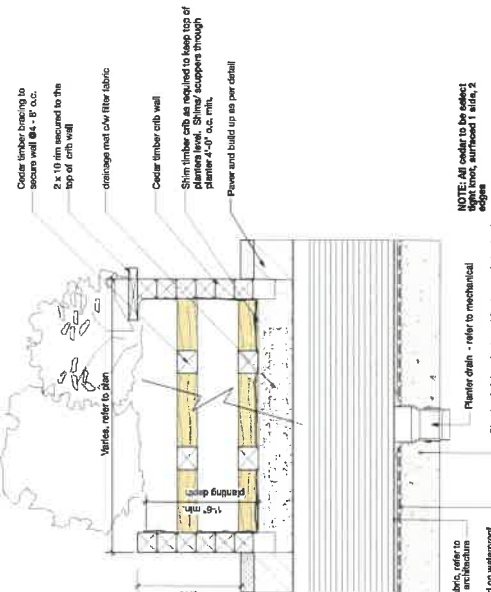 Cedar timber bracing to
secure wall @4 - 8' o.c.
2 x 10 rim secured to the
top of crib wall
drainage mat c/w filter fabric
Cedar timber crib wall
Shim timber crib as required to keep top of
planters level. Shims/ scuppers through
planter 4'-0" o.c. min.
Paver and build up as per detail
Varies, refer to plan
1'-6" min.
planting depth
NOTE: All cedar to be select
tight knot, surfaced 1 side, 2
edges
Planter drain - refer to mechanical
fabric, refer to
architecture